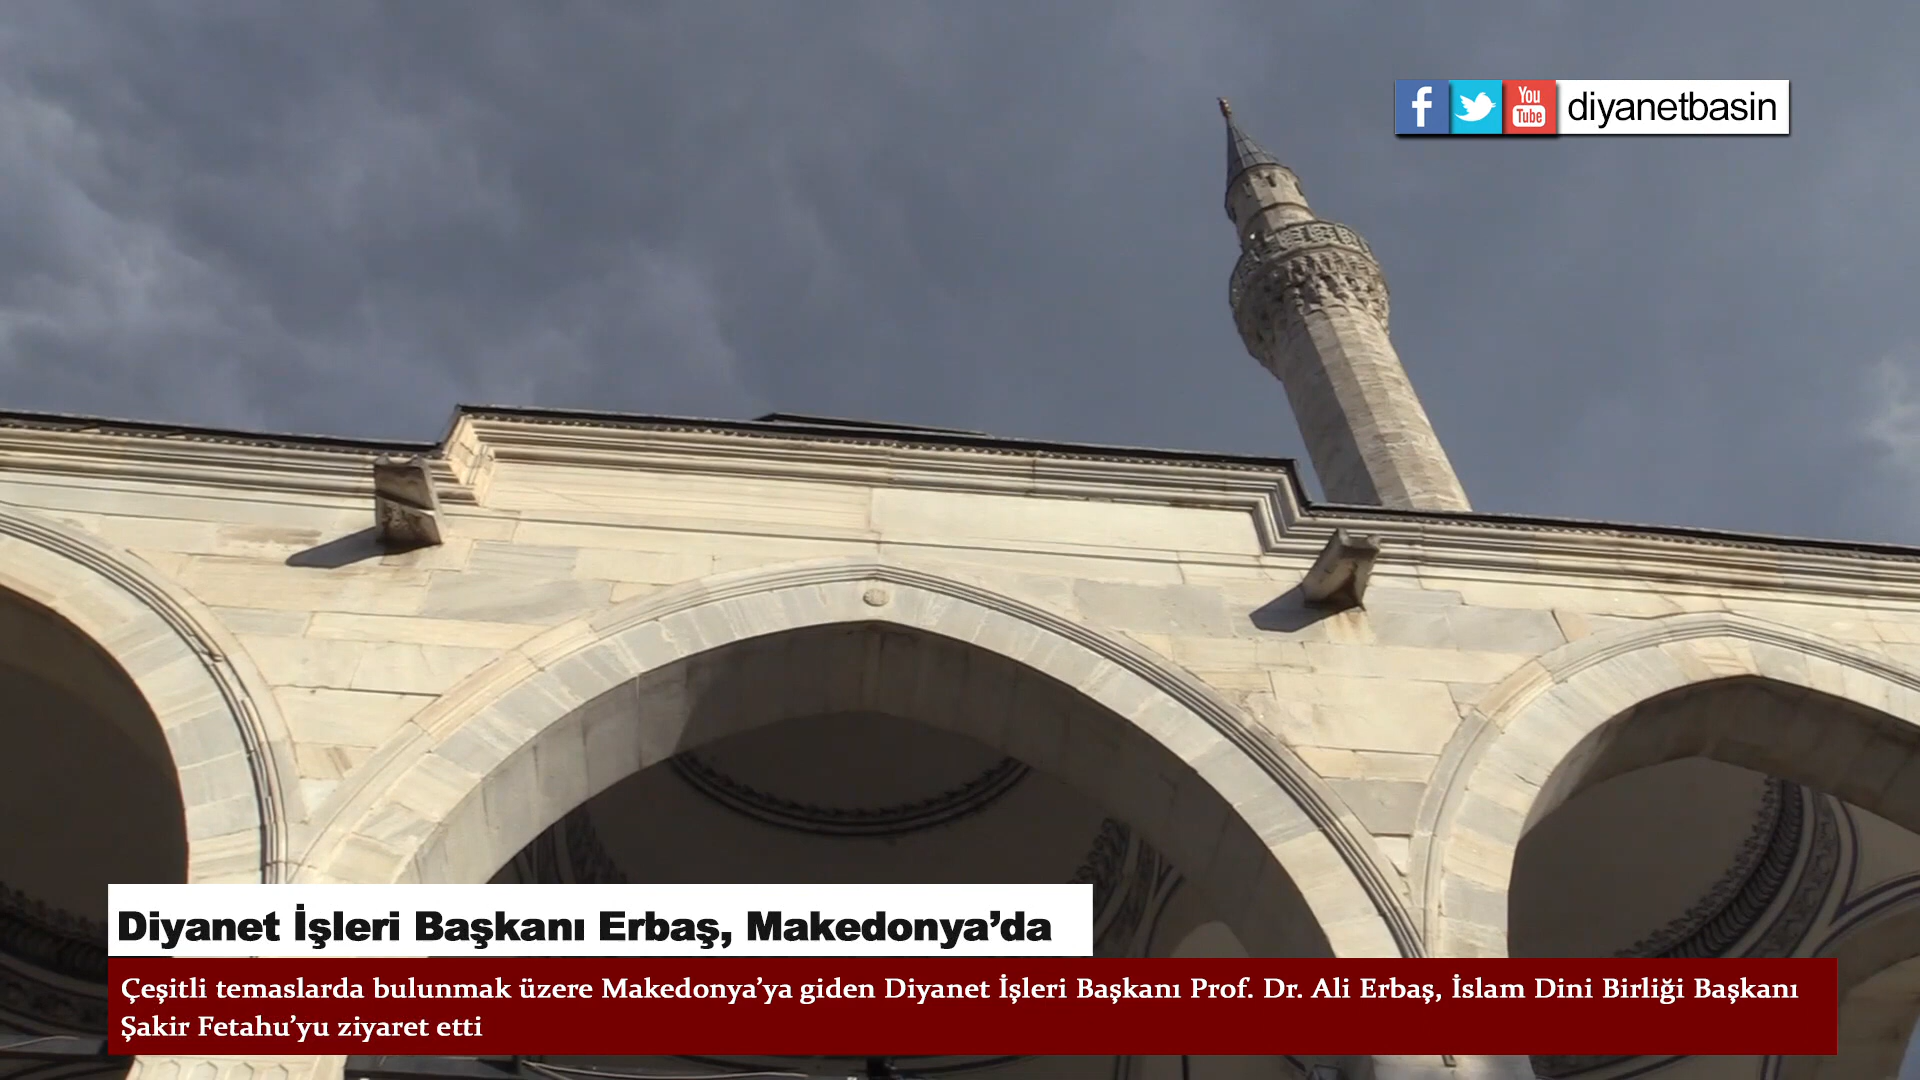 You
Tube
diyanetbasin
Diyanet İşleri Başkanı Erbaş, Makedonya’da
Çeşitli temaslarda bulunmak üzere Makedonya’ya giden Diyanet İşleri Başkanı Prof. Dr. Ali Erbaş, İslam Dini Birliği Başkanı
Şakir Fetahu’yu ziyaret etti